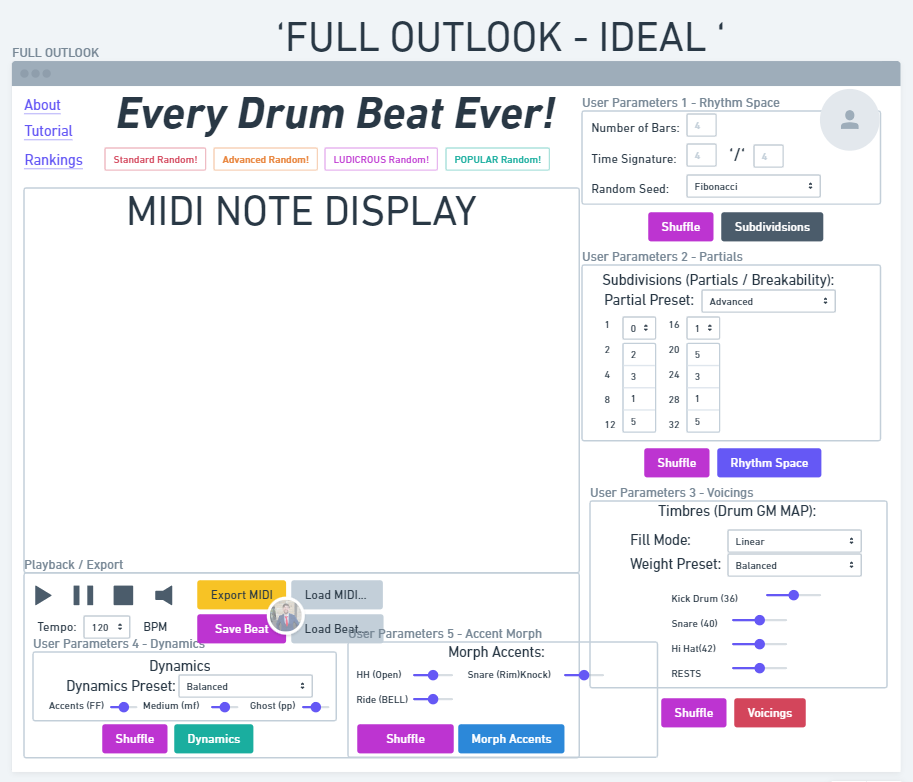 ‘FULL OUTLOOK - IDEAL ‘
FULL OUTLOOK
About
Tutorial
Rankings
Every Drum Beat Ever!
Standard Random!
Advanced Random!
LUDICROUS Random!
POPULAR Random!
MIDI NOTE DISPLAY
User Parameters 1 - Rhythm Space
Number of Bars: 4
Time Signature: 4 ‘/‘ 4
Random Seed: Fibonacci
Shuffle
Subdividsions
User Parameters 2 - Partials
Subdivisions (Partials / Breakability):
Partial Preset: Advanced
1 0 16 1
2 2 20 5
4 3 24 3
8 1 28 1
12 5 32 5
Shuffle
Rhythm Space
User Parameters 3 - Voicings
Timbres (Drum GM MAP):
Fill Mode: Linear
Weight Preset: Balanced
Kick Drum (36)
Snare (40)
Hi Hat(42)
RESTS
Shuffle
Voicings
Playback / Export
Export MIDI
Load MIDI...
Tempo: 120 BPM
Save Beat
Load Beat...
User Parameters 4 - Dynamics
Dynamics
Dynamics Preset: Balanced
Accents (FF)
Medium (mf)
Ghost (pp)
Shuffle
Dynamics
User Parameters 5 - Accent Morph
Morph Accents:
HH (Open)
Snare (Rim)Knock)
Ride (BELL)
Shuffle
Morph Accents